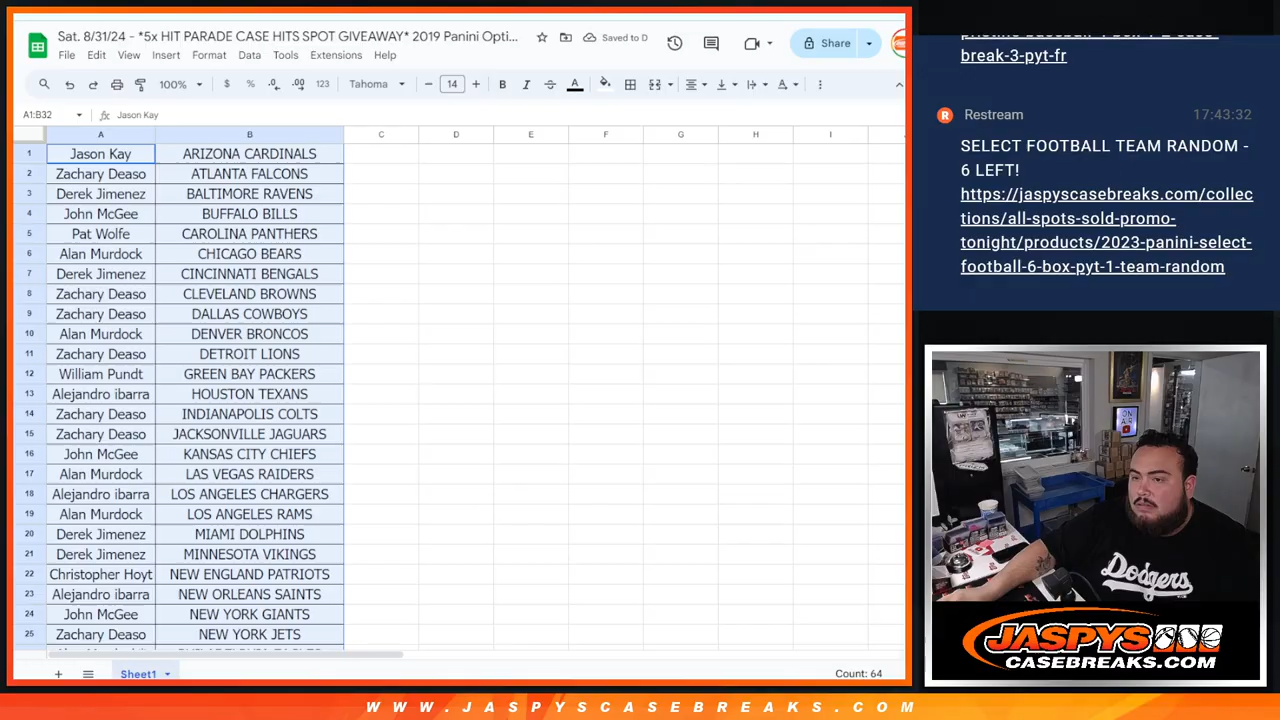 Sat. 8/31/24 - *5x HIT PARADE CASE HITS SPOT GIVEAWAY* 2019 Panini Opti...
Saved to D
Share
File Edit View Insert Format Data Tools Extensions Help
100% $ % .0 .00 123 Tahoma 14 B I S A
A1:B32 fx Jason Kay
A B C D E F G H I
1 Jason Kay ARIZONA CARDINALS
2 Zachary Deaso ATLANTA FALCONS
3 Derek Jimenez BALTIMORE RAVENS
4 John McGee BUFFALO BILLS
5 Pat Wolfe CAROLINA PANTHERS
6 Alan Murdock CHICAGO BEARS
7 Derek Jimenez CINCINNATI BENGALS
8 Zachary Deaso CLEVELAND BROWNS
9 Zachary Deaso DALLAS COWBOYS
10 Alan Murdock DENVER BRONCOS
11 Zachary Deaso DETROIT LIONS
12 William Pundt GREEN BAY PACKERS
13 Alejandro ibarra HOUSTON TEXANS
14 Zachary Deaso INDIANAPOLIS COLTS
15 Zachary Deaso JACKSONVILLE JAGUARS
16 John McGee KANSAS CITY CHIEFS
17 Alan Murdock LAS VEGAS RAIDERS
18 Alejandro ibarra LOS ANGELES CHARGERS
19 Alan Murdock LOS ANGELES RAMS
20 Derek Jimenez MIAMI DOLPHINS
21 Derek Jimenez MINNESOTA VIKINGS
22 Christopher Hoyt NEW ENGLAND PATRIOTS
23 Alejandro ibarra NEW ORLEANS SAINTS
24 John McGee NEW YORK GIANTS
25 Zachary Deaso NEW YORK JETS
Sheet1
Count: 64
break-3-pyt-fr
R Restream 17:43:32
SELECT FOOTBALL TEAM RANDOM -
6 LEFT!
https://jaspyscasebreaks.com/collec
tions/all-spots-sold-promo-
tonight/products/2023-panini-select-
football-6-box-pyt-1-team-random
ON
AIR
Dodgers
JASPYS
CASEBREAKS.COM
WWW.JASPYSCASEBREAKS.COM